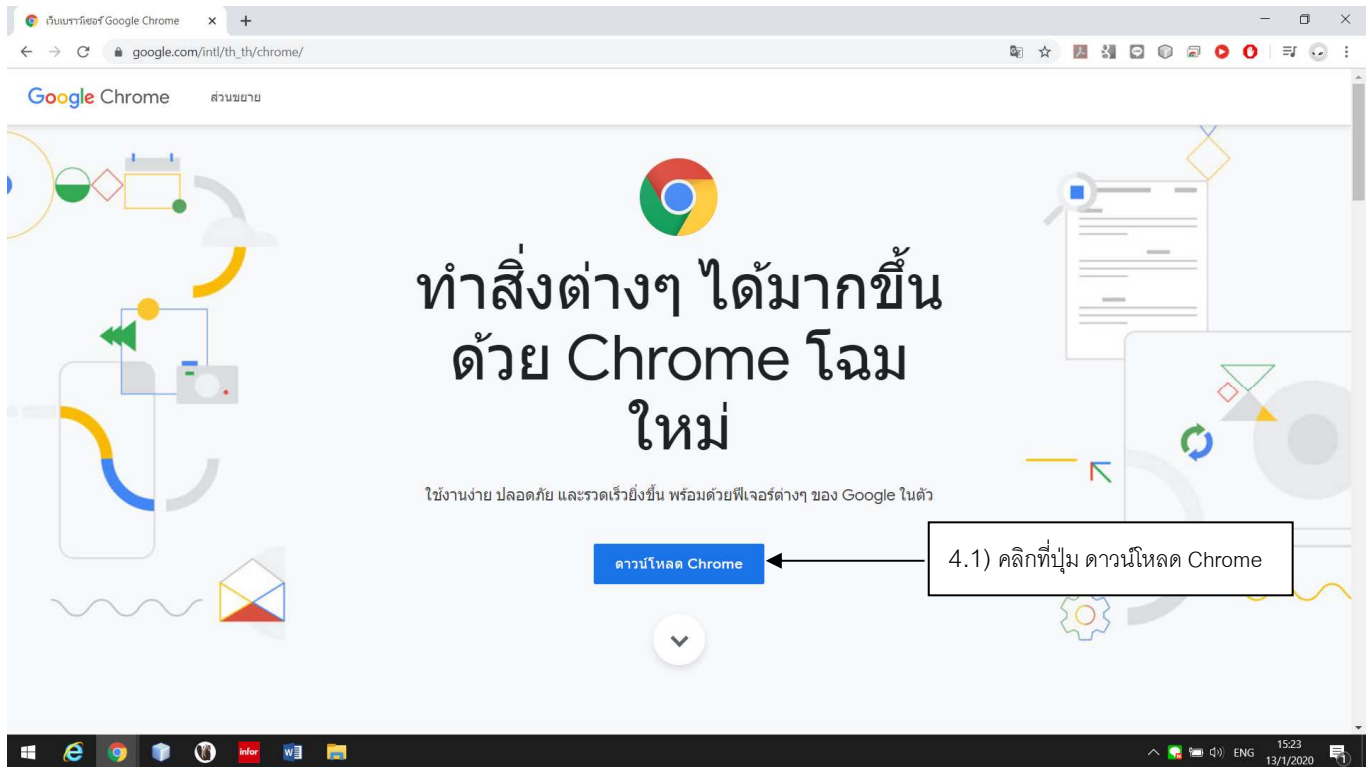 เว็บเบราว์เซอร์ Google Chrome
google.com/intl/th_th/chrome/
Google Chrome ส่วนขยาย
ทำสิ่งต่างๆ ได้มากขึ้น
ด้วย Chrome โฉม
ใหม่
ใช้งานง่าย ปลอดภัย และรวดเร็วยิ่งขึ้น พร้อมด้วยฟีเจอร์ต่างๆ ของ Google ในตัว
ดาวน์โหลด Chrome
4.1) คลิกที่ปุ่ม ดาวน์โหลด Chrome
infor
ENG
15:23
13/1/2020